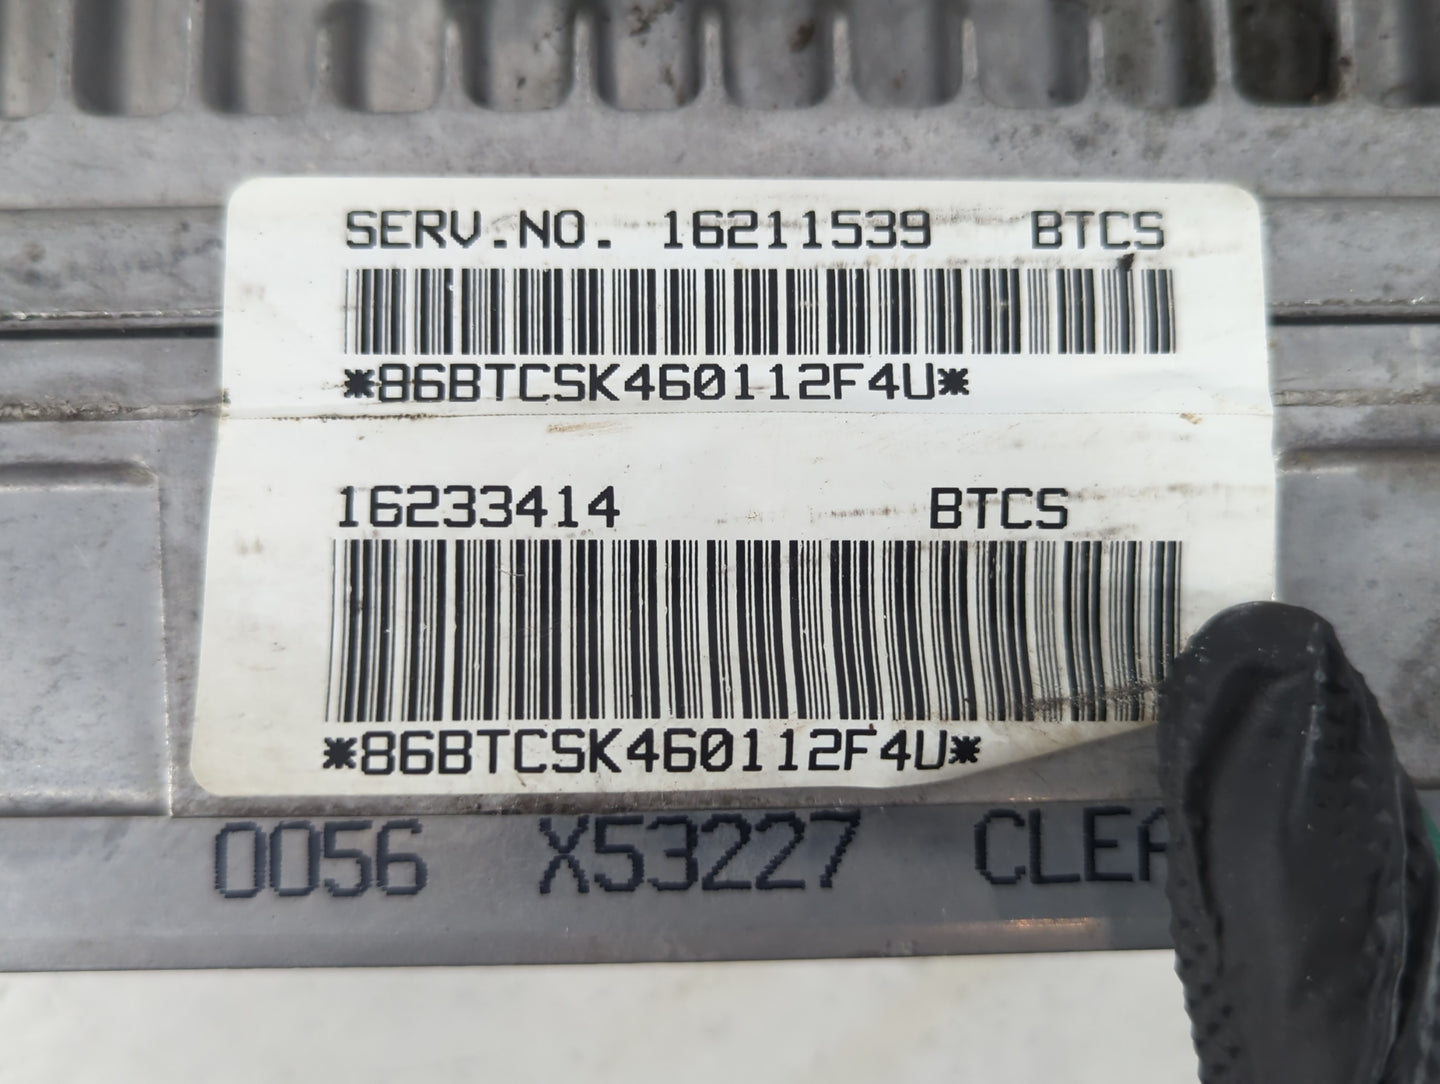 SERV.NO. 16211539 BTCS
*86BTCSK460112F4U*
16233414 BTCS
*86BTCSK460112F4U*
0056 X53227